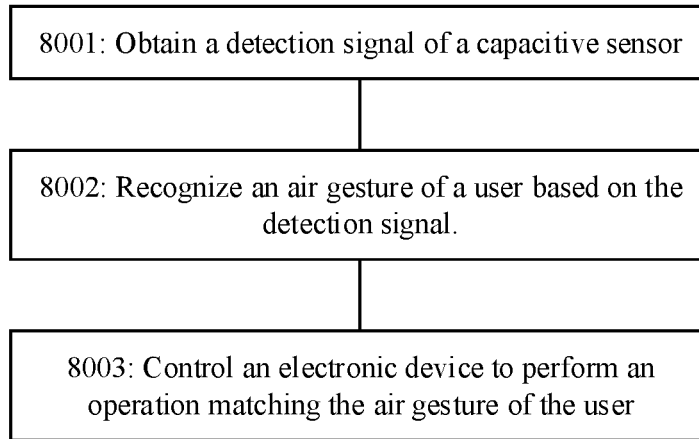 8001: Obtain a detection signal of a capacitive sensor
8002: Recognize an air gesture of a user based on the
detection signal.
8003: Control an electronic device to perform an
operation matching the air gesture of the user